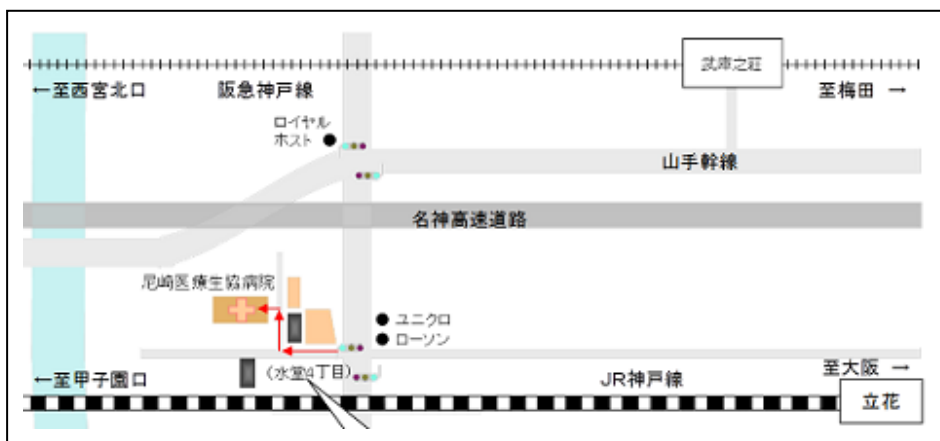 武庫之荘
←至西宮北口
阪急神戸線
至梅田 →
ロイヤル
ホスト
山手幹線
名神高速道路
尼崎医療生協病院
ユニクロ
ローソン
(水堂4丁目)
至大阪 →
←至甲子園口
JR神戸線
立花